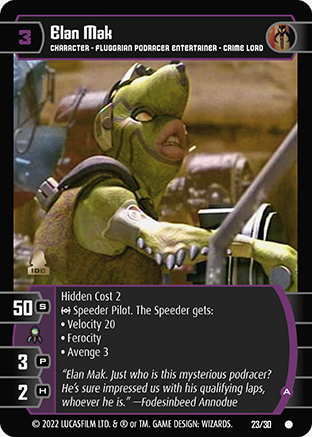 3
Elan Mak
CHARACTER • FLUGGRIAN PODRACER ENTERTAINER • CRIME LORD
100
50 S
3 P
2 H
Hidden Cost 2
Speeder Pilot. The Speeder gets:
• Velocity 20
• Ferocity
• Avenge 3
“Elan Mak. Just who is this mysterious podracer?
He’s sure impressed us with his qualifying laps,
whoever he is.” —Fodesinbeed Annodue
A
© 2022 LUCASFILM LTD. & ® or TM. GAME DESIGN: WIZARDS.
23/30